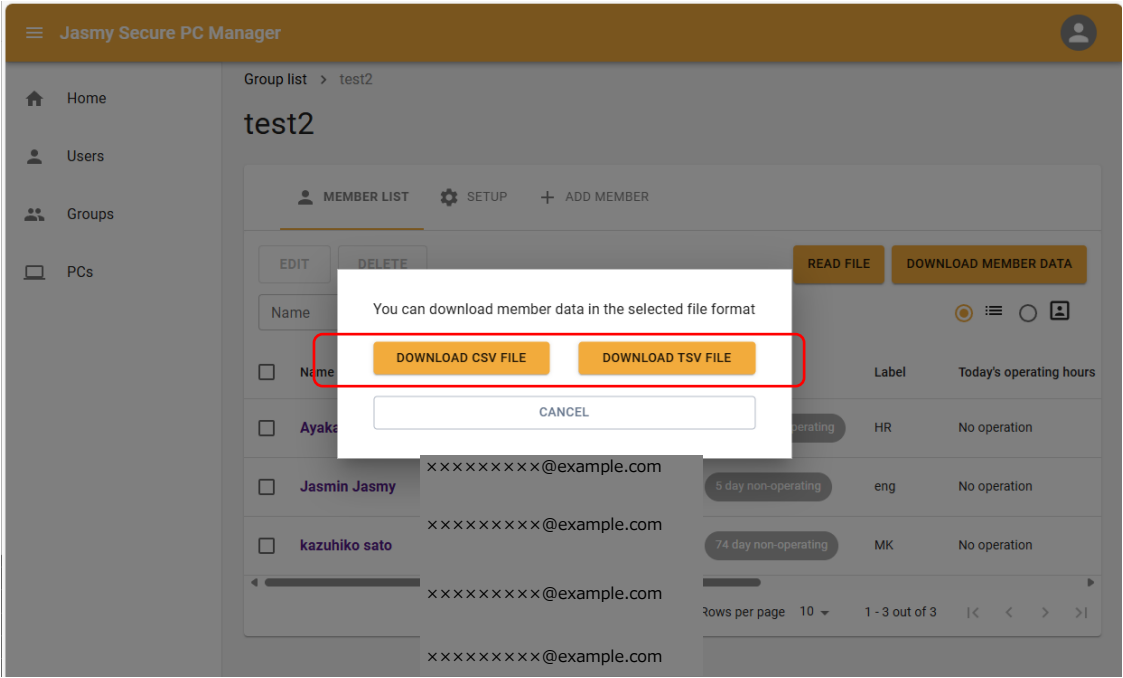 Jasmy Secure PC Manager
Home
Users
Groups
PCs
Group list > test2
test2
MEMBER LIST
SETUP
ADD MEMBER
EDIT
DELETE
READ FILE
DOWNLOAD MEMBER DATA
Name
You can download member data in the selected file format
DOWNLOAD CSV FILE
DOWNLOAD TSV FILE
CANCEL
Name
Label
Today's operating hours
Ayaka
operating
HR
No operation
×××××××××@example.com
Jasmin Jasmy
5 day non-operating
eng
No operation
×××××××××@example.com
kazuhiko sato
74 day non-operating
MK
No operation
×××××××××@example.com
Rows per page 10
1 - 3 out of 3
×××××××××@example.com